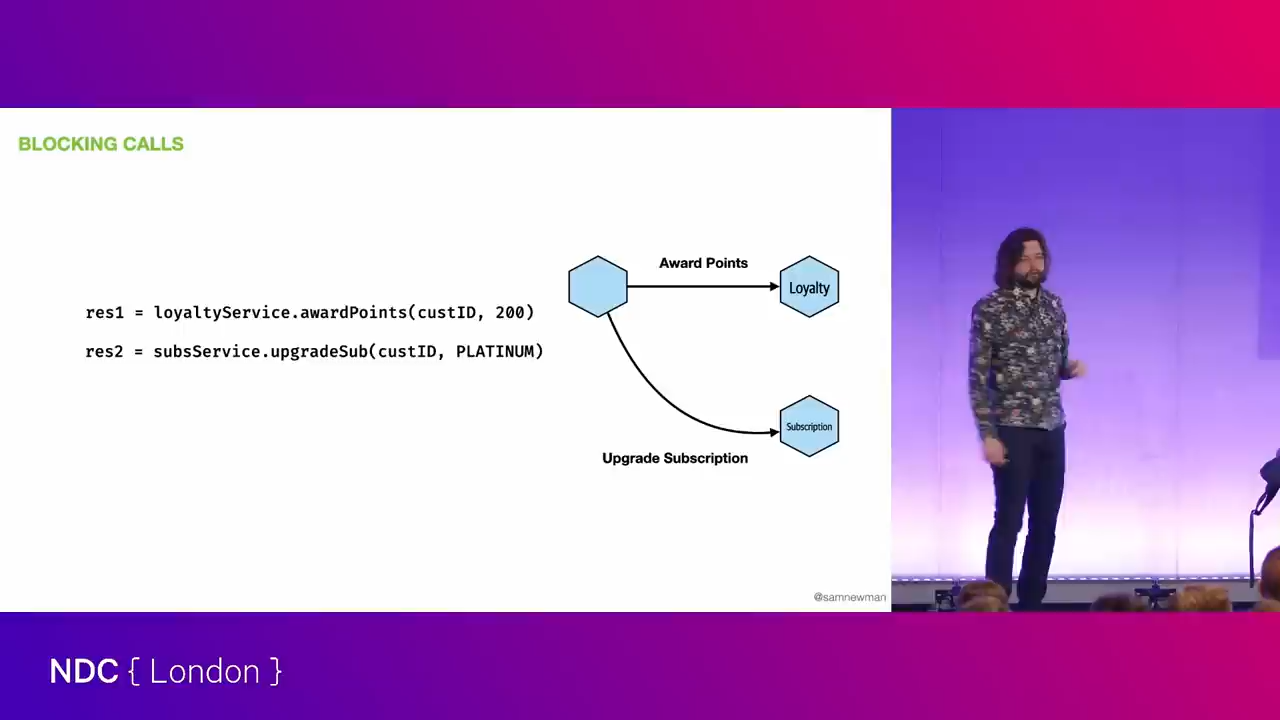 BLOCKING CALLS
Award Points
Loyalty
res1 = loyaltyService.awardPoints(custID, 200)
res2 = subsService.upgradeSub(custID, PLATINUM)
Subscription
Upgrade Subscription
@samnewman
NDC { London }